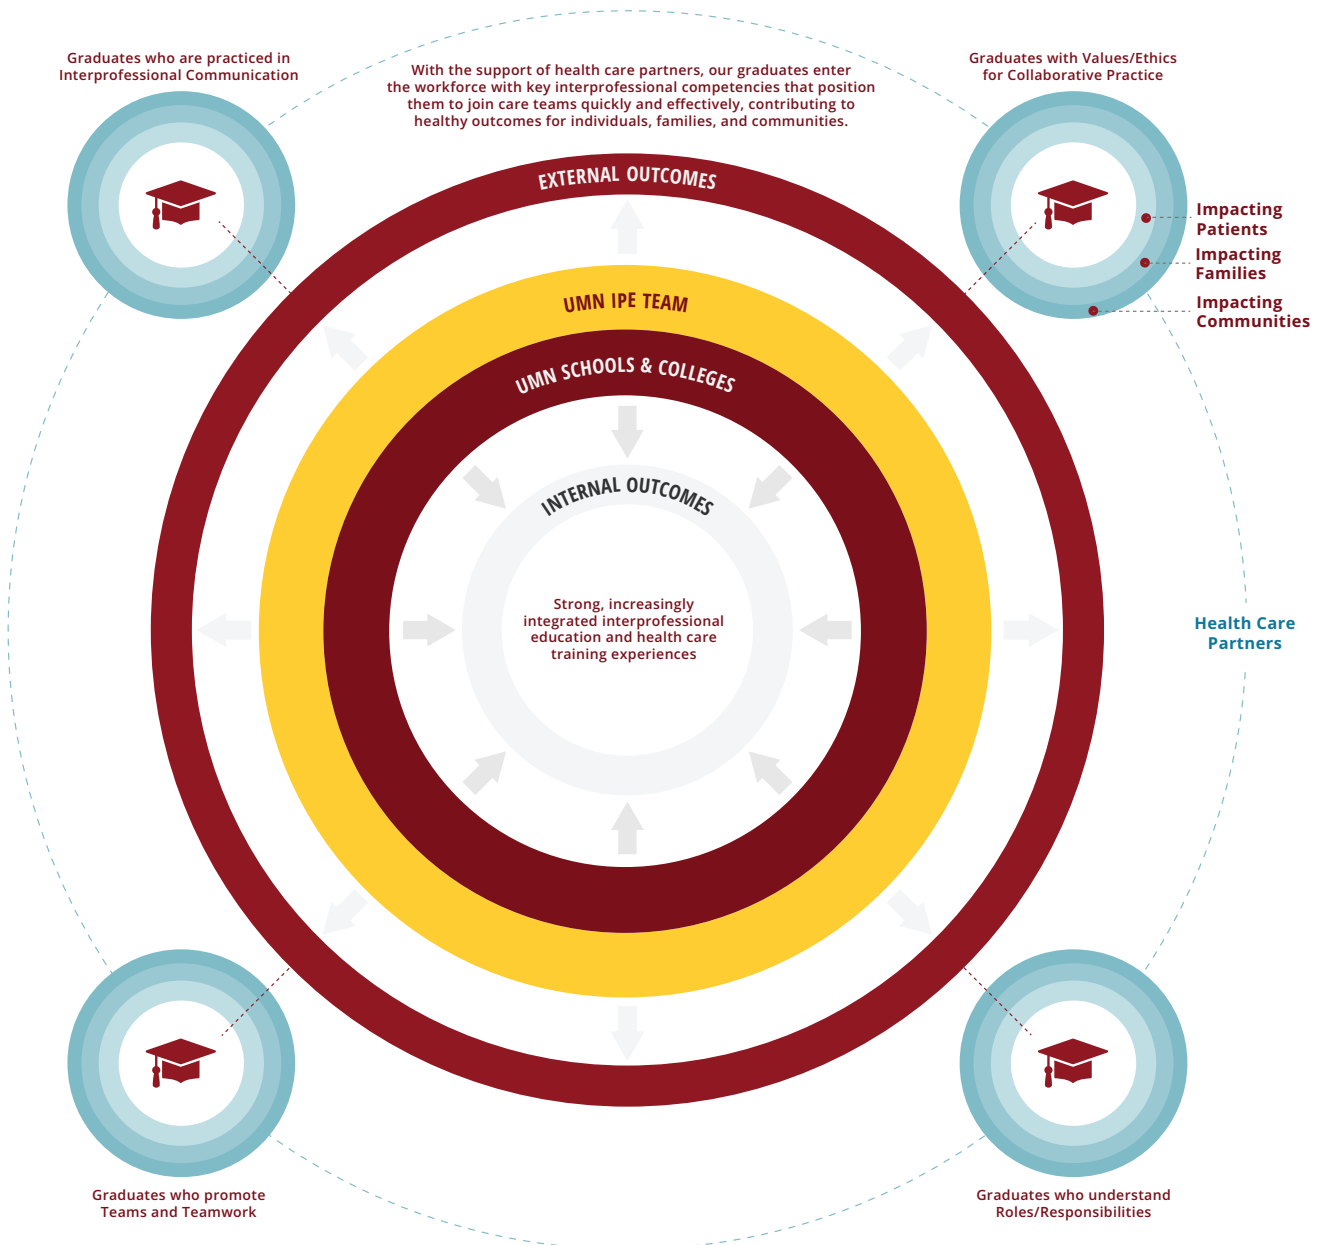 Graduates who are practiced in
Interprofessional Communication
With the support of health care partners, our graduates enter
the workforce with key interprofessional competencies that position
them to join care teams quickly and effectively, contributing to
healthy outcomes for individuals, families, and communities.
Graduates with Values/Ethics
for Collaborative Practice
Impacting
Patients
Impacting
Families
Impacting
Communities
EXTERNAL OUTCOMES
UMN IPE TEAM
UMN SCHOOLS & COLLEGES
INTERNAL OUTCOMES
Strong, increasingly
integrated interprofessional
education and health care
training experiences
Health Care
Partners
Graduates who promote
Teams and Teamwork
Graduates who understand
Roles/Responsibilities